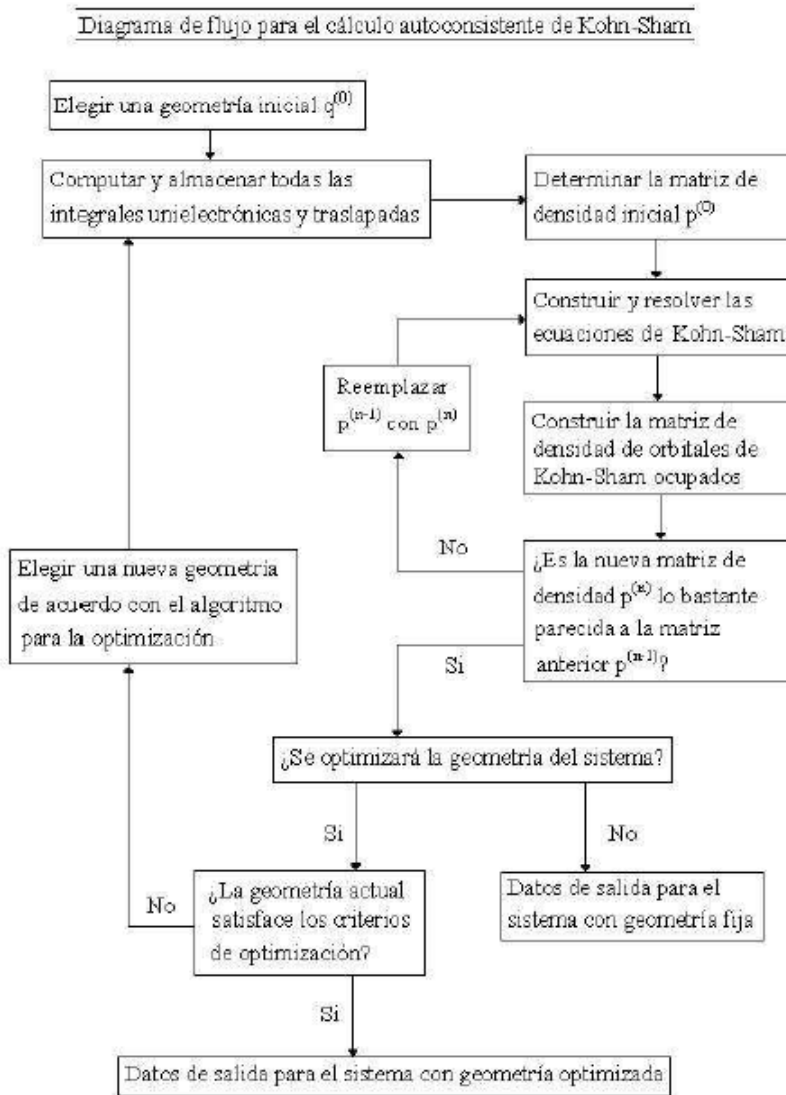 Diagrama de flujo para el cálculo autoconsistente de Kohn-Sham
Elegir una geometría inicial q(0)
Computar y almacenar todas las
integrales unielectrónicas y traslapadas
Determinar la matriz de
densidad inicial p(0)
Construir y resolver las
ecuaciones de Kohn-Sham
Reemplazar
p(n-1) con p(n)
Construir la matriz de
densidad de orbitales de
Kohn-Sham ocupados
No
¿Es la nueva matriz de
densidad p(n) lo bastante
parecida a la matriz
anterior p(n-1)?
Elegir una nueva geometría
de acuerdo con el algoritmo
para la optimización
Si
¿Se optimizará la geometría del sistema?
Si
No
¿La geometría actual
satisface los criterios
de optimización?
No
Datos de salida para el
sistema con geometría fija
Si
Datos de salida para el sistema con geometría optimizada